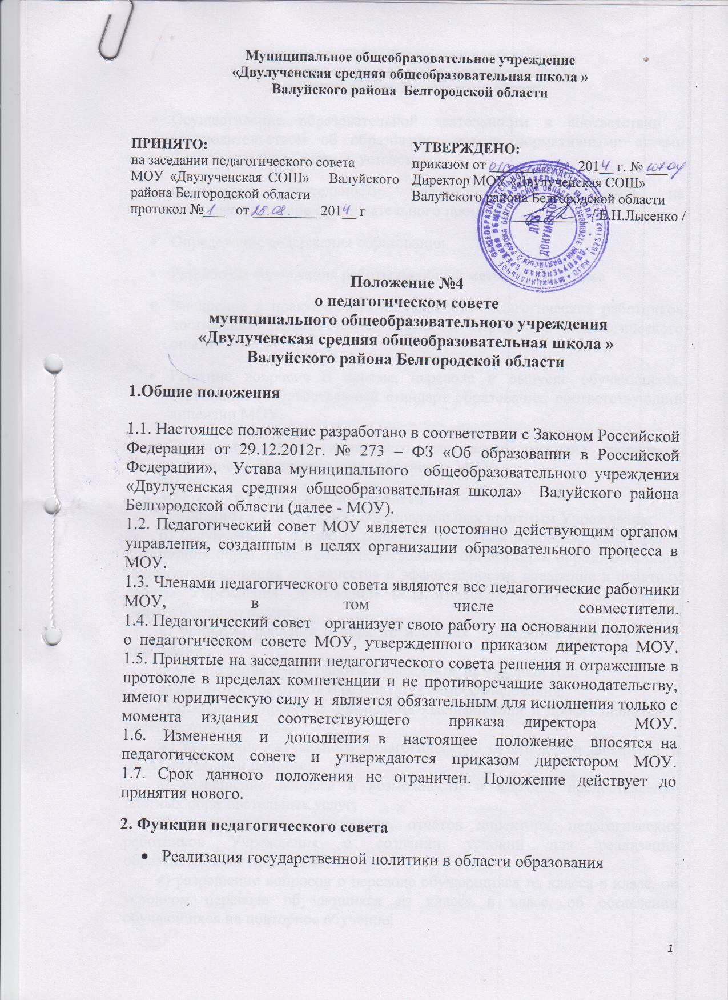 Муниципальное общеобразовательное учреждение
«Двулученская средняя общеобразовательная школа »
Валуйского района Белгородской области
ПРИНЯТО:
на заседании педагогического совета
МОУ «Двулученская СОШ» Валуйского
района Белгородской области
протокол № 1 от 25.08. 2014 г
УТВЕРЖДЕНО:
приказом от 2014 г. №
Директор МОУ «Двулученская СОШ»
Валуйского района Белгородской области
/ Е.Н.Лысенко /
ДЛЯ
ДОКУМЕНТОВ
Положение №4
о педагогическом совете
муниципального общеобразовательного учреждения
«Двулученская средняя общеобразовательная школа »
Валуйского района Белгородской области
1.Общие положения
1.1. Настоящее положение разработано в соответствии с Законом Российской
Федерации от 29.12.2012г. № 273 – ФЗ «Об образовании в Российской
Федерации», Устава муниципального общеобразовательного учреждения
«Двулученская средняя общеобразовательная школа» Валуйского района
Белгородской области (далее - МОУ).
1.2. Педагогический совет МОУ является постоянно действующим органом
управления, созданным в целях организации образовательного процесса в
МОУ.
1.3. Членами педагогического совета являются все педагогические работники
МОУ, в том числе совместители.
1.4. Педагогический совет организует свою работу на основании положения
о педагогическом совете МОУ, утвержденного приказом директора МОУ.
1.5. Принятые на заседании педагогического совета решения и отраженные в
протоколе в пределах компетенции и не противоречащие законодательству,
имеют юридическую силу и является обязательным для исполнения только с
момента издания соответствующего приказа директора МОУ.
1.6. Изменения и дополнения в настоящее положение вносятся на
педагогическом совете и утверждаются приказом директором МОУ.
1.7. Срок данного положения не ограничен. Положение действует до
принятия нового.
2. Функции педагогического совета
• Реализация государственной политики в области образования
1